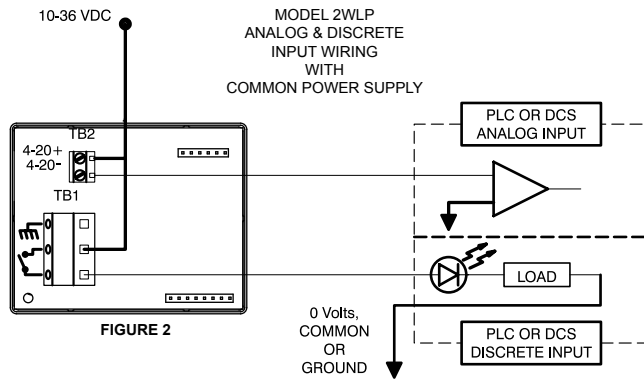 10-36 VDC
MODEL 2WLP
ANALOG & DISCRETE
INPUT WIRING
WITH
COMMON POWER SUPPLY
PLC OR DCS
ANALOG INPUT
TB2
4-20+
4-20-
TB1
LOAD
FIGURE 2
0 Volts,
COMMON
OR
GROUND
PLC OR DCS
DISCRETE INPUT